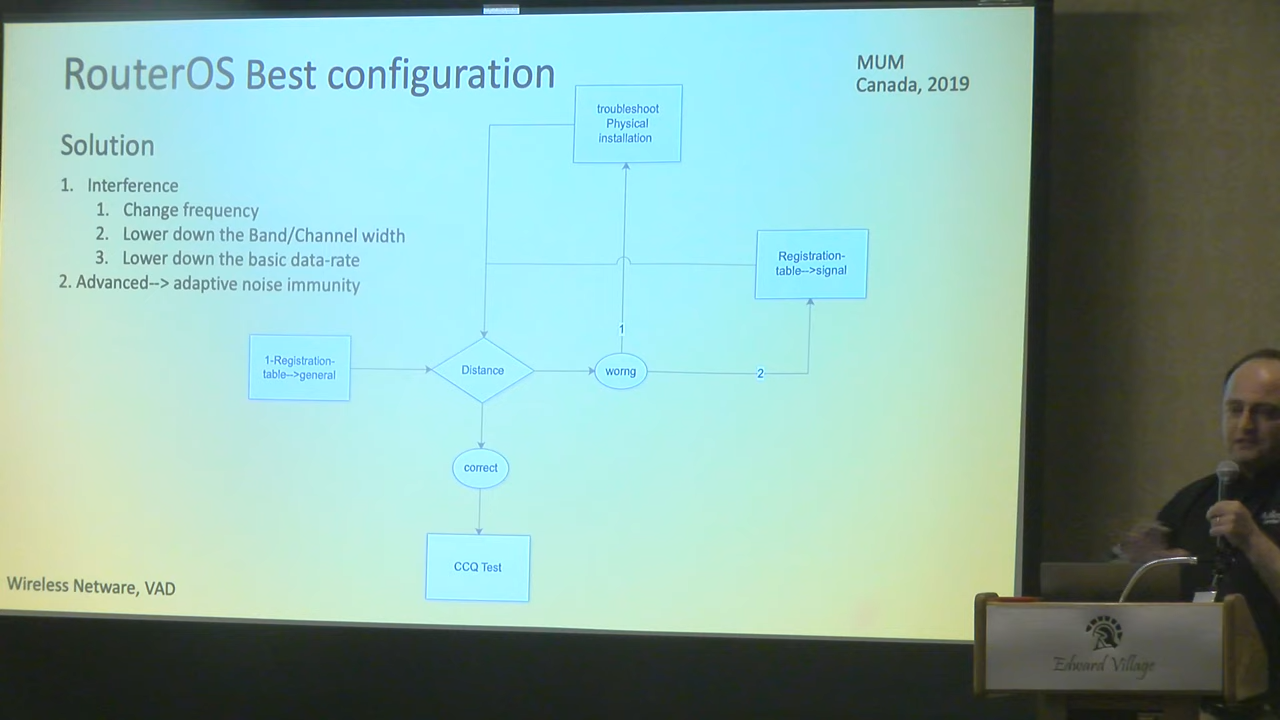 RouterOS Best configuration
MUM
Canada, 2019
Solution
1. Interference
1. Change frequency
2. Lower down the Band/Channel width
3. Lower down the basic data-rate
2. Advanced--> adaptive noise immunity
troubleshoot
Physical
installation
Registration-
table-->signal
1
1-Registration-
table-->general
Distance
worng
2
correct
CCQ Test
Wireless Netware, VAD
Edward Village